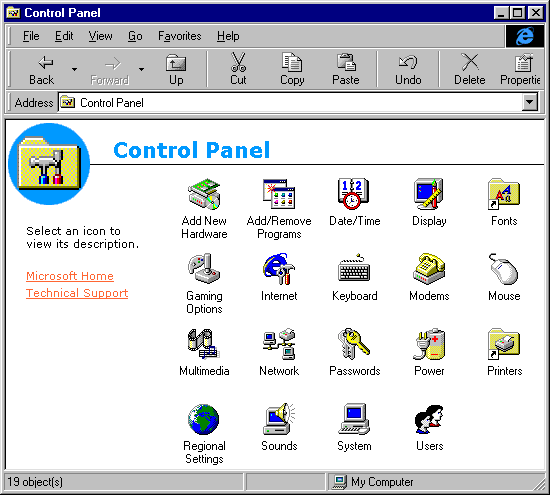 Control Panel
File Edit View Go Favorites Help
Back Forward Up Cut Copy Paste Undo Delete Propertie
Address Control Panel
Control Panel
Select an icon to
view its description.
Microsoft Home
Technical Support
Add New
Hardware
Add/Remove
Programs
Date/Time
Display
Fonts
Gaming
Options
Internet
Keyboard
Modems
Mouse
Multimedia
Network
Passwords
Power
Printers
Regional
Settings
Sounds
System
Users
19 object(s) My Computer